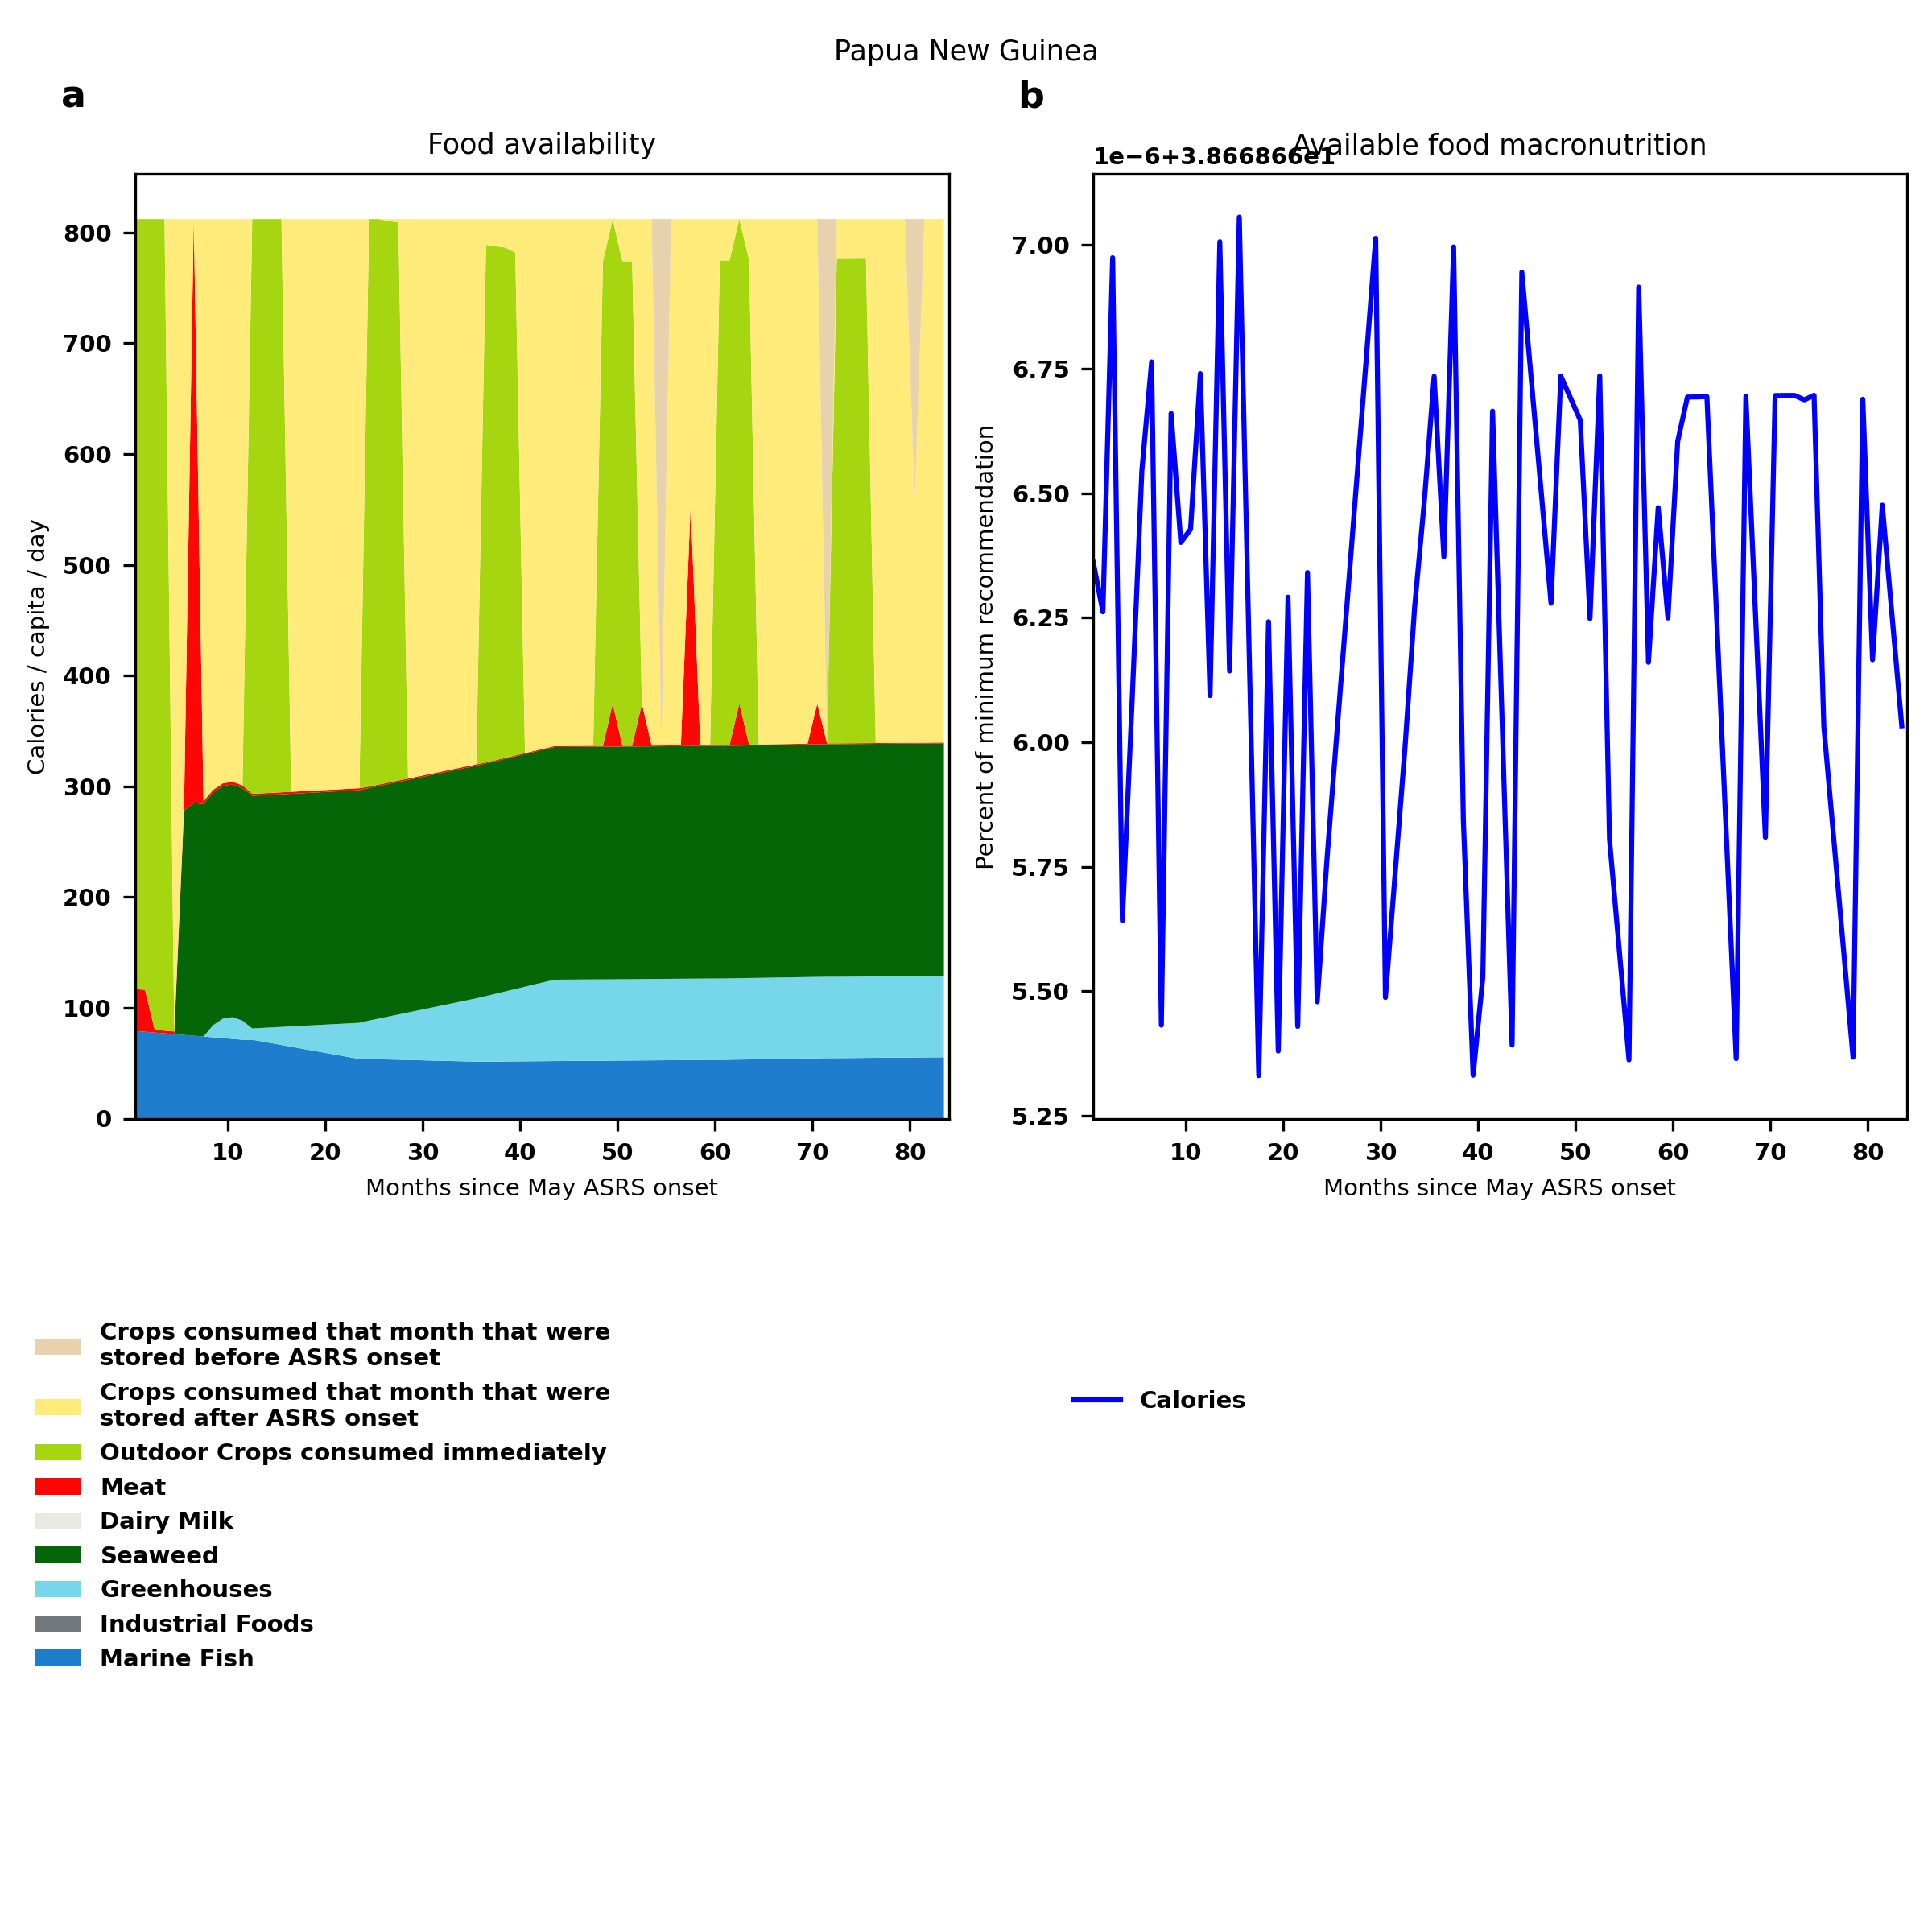 Papua New Guinea
a
b
Food availability
Available food macronutrition
1e−6+3.866866e1
Calories / capita / day
800
700
600
500
400
300
200
100
0
10 20 30 40 50 60 70 80
Months since May ASRS onset
Percent of minimum recommendation
7.00
6.75
6.50
6.25
6.00
5.75
5.50
5.25
10 20 30 40 50 60 70 80
Months since May ASRS onset
Crops consumed that month that were
stored before ASRS onset
Crops consumed that month that were
stored after ASRS onset
Outdoor Crops consumed immediately
Meat
Dairy Milk
Seaweed
Greenhouses
Industrial Foods
Marine Fish
Calories